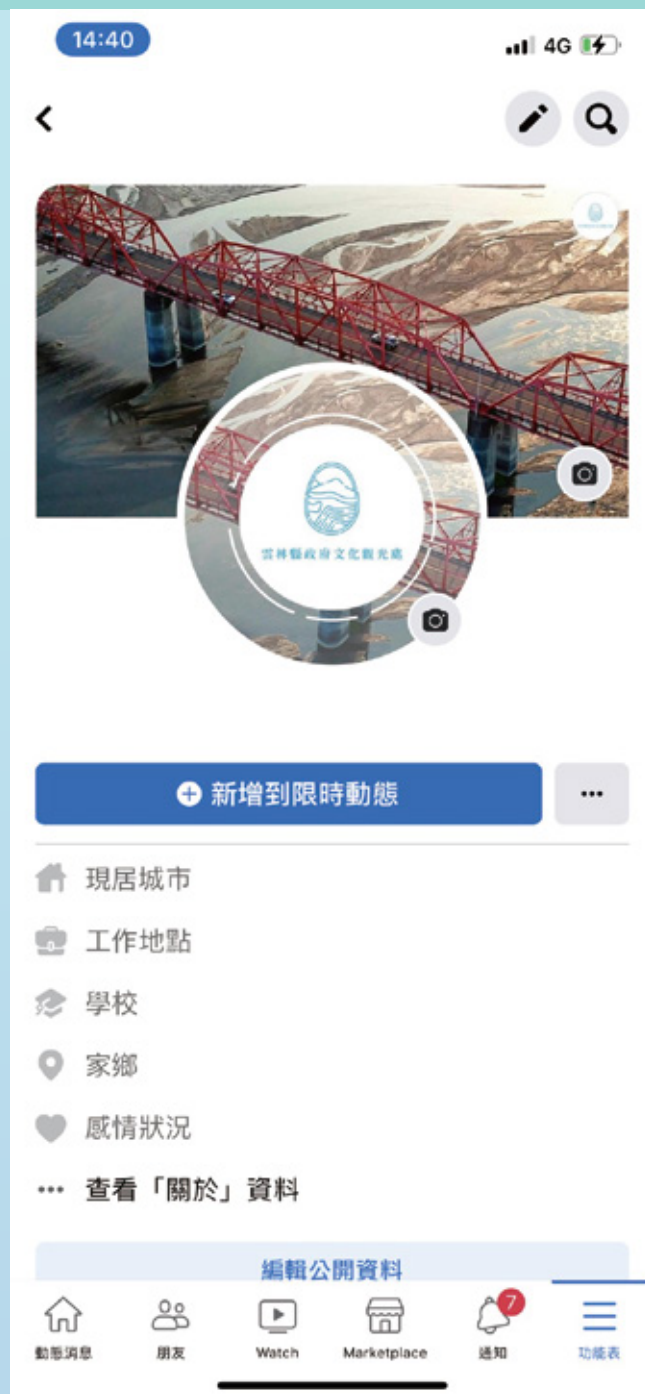 14:40
4G
雲林縣政府文化觀光處
新增到限時動態
現居城市
工作地點
學校
家鄉
感情狀況
查看「關於」資料
編輯公開資料
7
動態消息
朋友
Watch
Marketplace
通知
功能表